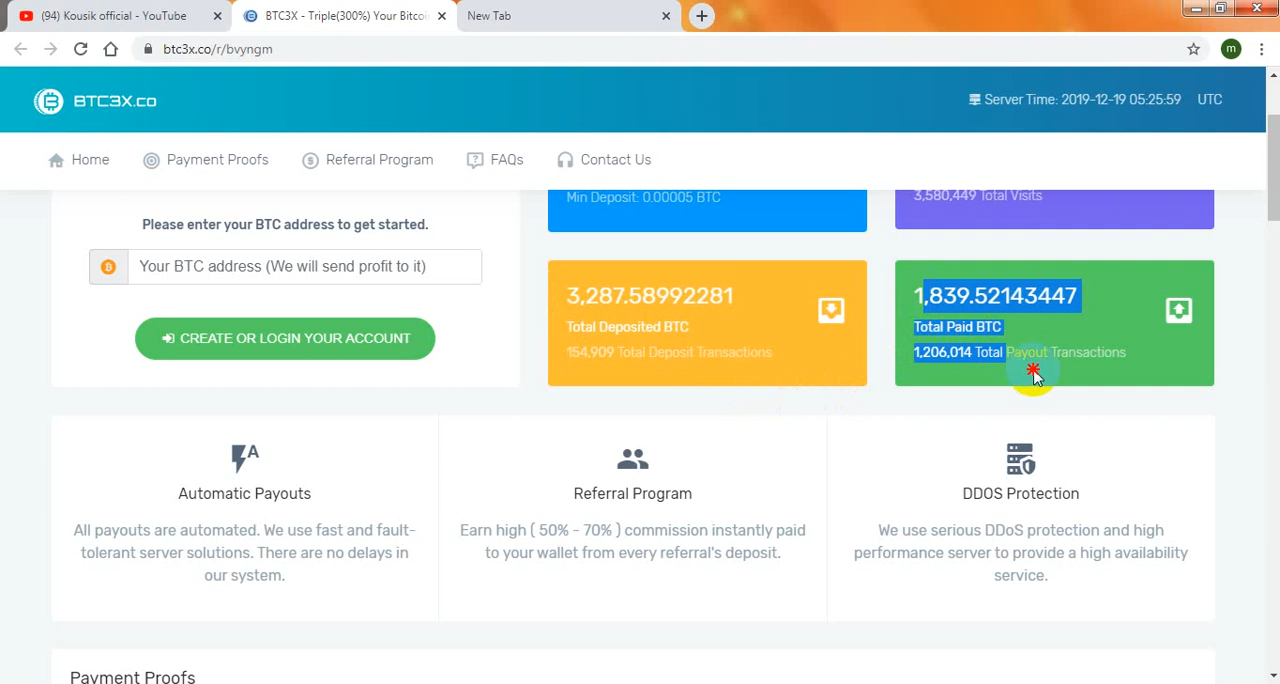 (94) Kousik official - YouTube
BTC3X - Triple(300%) Your Bitcoi
New Tab
btc3x.co/r/bvyngm
m
BTC3X.co
Server Time: 2019-12-19 05:25:59 UTC
Home
Payment Proofs
Referral Program
FAQs
Contact Us
Please enter your BTC address to get started.
Your BTC address (We will send profit to it)
CREATE OR LOGIN YOUR ACCOUNT
Min Deposit: 0.00005 BTC
3,580,449 Total Visits
3,287.58992281
Total Deposited BTC
154,909 Total Deposit Transactions
1,839.52143447
Total Paid BTC
1,206,014 Total Payout Transactions
Automatic Payouts
All payouts are automated. We use fast and fault-
tolerant server solutions. There are no delays in
our system.
Referral Program
Earn high ( 50% - 70% ) commission instantly paid
to your wallet from every referral's deposit.
DDOS Protection
We use serious DDoS protection and high
performance server to provide a high availability
service.
Payment Proofs